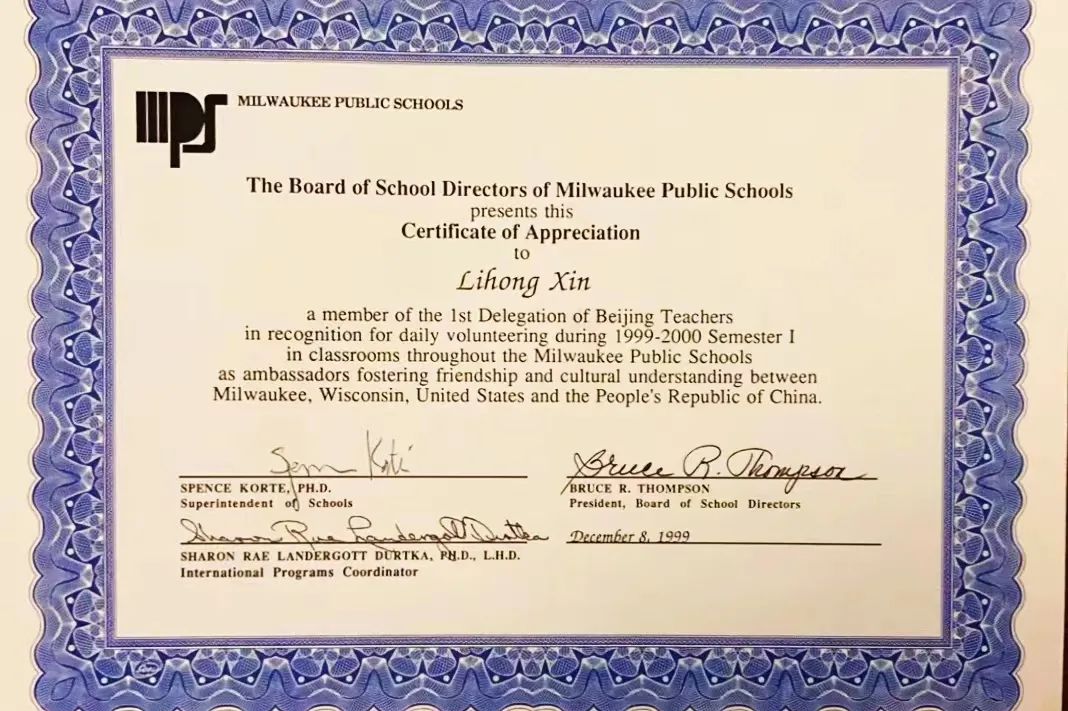 mps MILWAUKEE PUBLIC SCHOOLS
The Board of School Directors of Milwaukee Public Schools
presents this
Certificate of Appreciation
to
Lihong Xin
a member of the 1st Delegation of Beijing Teachers
in recognition for daily volunteering during 1999-2000 Semester I
in classrooms throughout the Milwaukee Public Schools
as ambassadors fostering friendship and cultural understanding between
Milwaukee, Wisconsin, United States and the People's Republic of China.
Bruce R. Thompson
SPENCE KORTE, PH.D.
Superintendent of Schools
BRUCE R. THOMPSON
President, Board of School Directors
Sharon Rae Landergott Durtka
December 8, 1999
SHARON RAE LANDERGOTT DURTKA, PH.D., L.H.D.
International Programs Coordinator